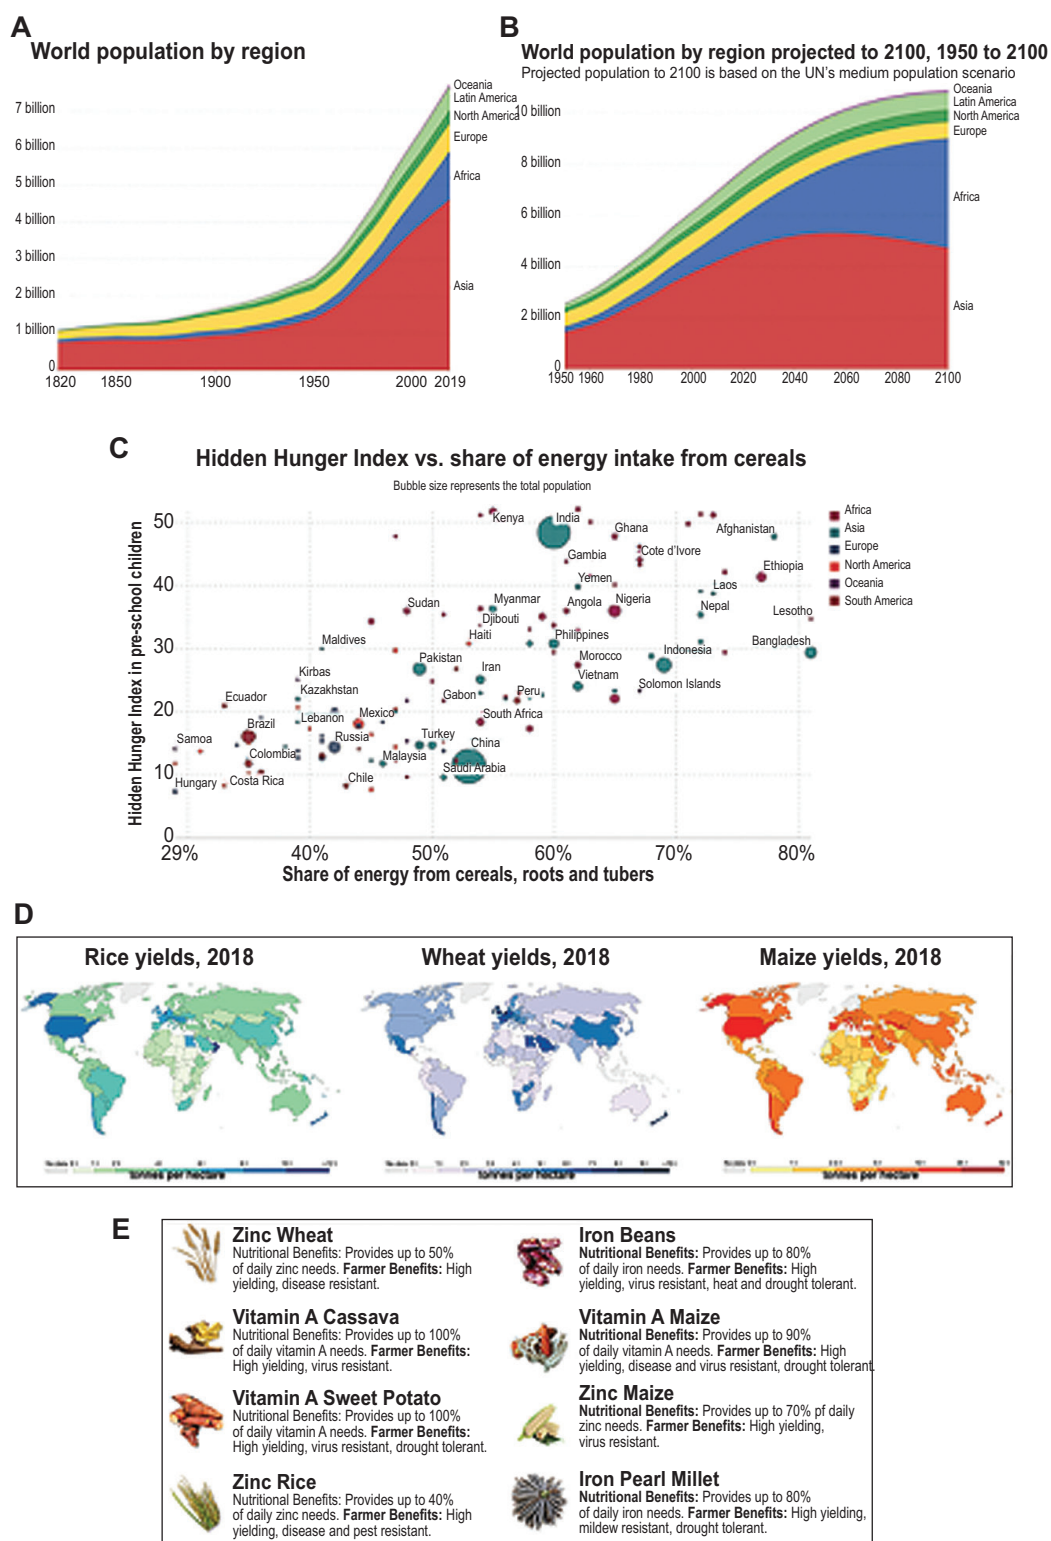 A
World population by region
7 billion
6 billion
5 billion
4 billion
3 billion
2 billion
1 billion
0
1820
1850
1900
1950
2000
2019
Oceania
Latin America
North America
Europe
Africa
Asia
B
World population by region projected to 2100, 1950 to 2100
Projected population to 2100 is based on the UN's medium population scenario
10 billion
8 billion
6 billion
4 billion
2 billion
0
1950
1960
1980
2000
2020
2040
2060
2080
2100
Oceania
Latin America
North America
Europe
Africa
Asia
C
Hidden Hunger Index vs. share of energy intake from cereals
Bubble size represents the total population
Hidden Hunger Index in pre-school children
50
40
30
20
10
0
29%
40%
50%
60%
70%
80%
Share of energy from cereals, roots and tubers
Kenya
India
Ghana
Afghanistan
Gambia
Cote d'Ivore
Yemen
Ethiopia
Laos
Sudan
Myanmar
Angola
Nigeria
Nepal
Lesotho
Djibouti
Maldives
Haiti
Philippines
Bangladesh
Pakistan
Iran
Morocco
Indonesia
Kirbas
Vietnam
Kazakhstan
Gabon
Peru
Solomon Islands
Ecuador
Lebanon
Mexico
South Africa
Brazil
Samoa
Russia
Turkey
China
Colombia
Malaysia
Saudi Arabia
Hungary
Costa Rica
Chile
Africa
Asia
Europe
North America
Oceania
South America
D
Rice yields, 2018
Wheat yields, 2018
Maize yields, 2018
tonnes per hectare
tonnes per hectare
tonnes per hectare
E
Zinc Wheat
Nutritional Benefits: Provides up to 50%
of daily zinc needs. Farmer Benefits: High
yielding, disease resistant.
Vitamin A Cassava
Nutritional Benefits: Provides up to 100%
of daily vitamin A needs. Farmer Benefits:
High yielding, virus resistant.
Vitamin A Sweet Potato
Nutritional Benefits: Provides up to 100%
of daily vitamin A needs. Farmer Benefits:
High yielding, virus resistant, drought tolerant.
Zinc Rice
Nutritional Benefits: Provides up to 40%
of daily zinc needs. Farmer Benefits: High
yielding, disease and pest resistant.
Iron Beans
Nutritional Benefits: Provides up to 80%
of daily iron needs. Farmer Benefits: High
yielding, virus resistant, heat and drought tolerant.
Vitamin A Maize
Nutritional Benefits: Provides up to 90%
of daily vitamin A needs. Farmer Benefits: High
yielding, disease and virus resistant, drought tolerant.
Zinc Maize
Nutritional Benefits: Provides up to 70% pf daily
zinc needs. Farmer Benefits: High yielding,
virus resistant.
Iron Pearl Millet
Nutritional Benefits: Provides up to 80%
of daily iron needs. Farmer Benefits: High yielding,
mildew resistant, drought tolerant.